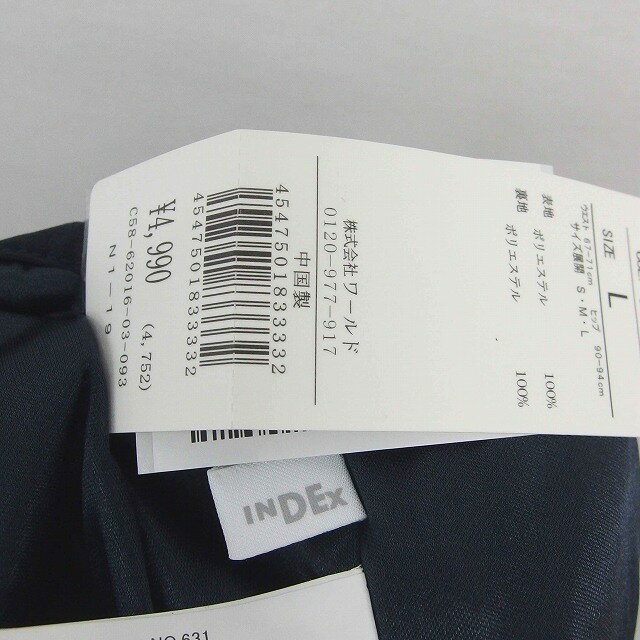 SIZE L
ウエスト 67-71cm ヒップ 90-94cm
サイズ展開 S・M・L
表地 ポリエステル 100%
裏地 ポリエステル 100%
株式会社ワールド
0120-977-917
中国製
4547501833332
4547501833332
¥4,990
(4,752)
C58-62016-03-093
N1-19
INDEX
NO.631